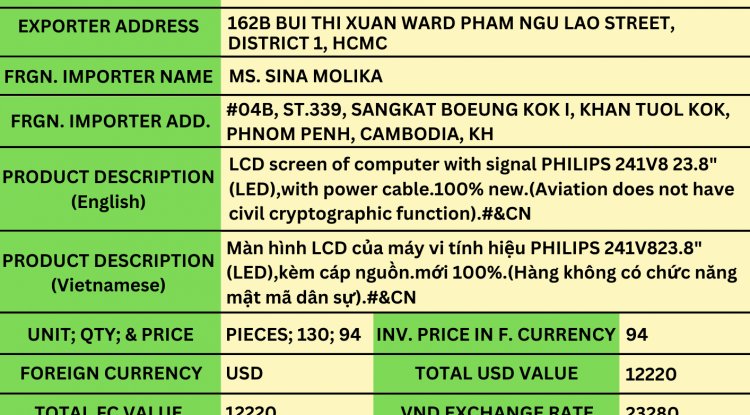 EXPORTER ADDRESS
162B BUI THI XUAN WARD PHAM NGU LAO STREET,
DISTRICT 1, HCMC
FRGN. IMPORTER NAME
MS. SINA MOLIKA
FRGN. IMPORTER ADD.
#04B, ST.339, SANGKAT BOEUNG KOK I, KHAN TUOL KOK,
PHNOM PENH, CAMBODIA, KH
PRODUCT DESCRIPTION
(English)
LCD screen of computer with signal PHILIPS 241V8 23.8"
(LED),with power cable.100% new.(Aviation does not have
civil cryptographic function).#&CN
PRODUCT DESCRIPTION
(Vietnamese)
Màn hình LCD của máy vi tính hiệu PHILIPS 241V823.8"
(LED),kèm cáp nguồn.mới 100%.(Hàng không có chức năng
mật mã dân sự).#&CN
UNIT; QTY; & PRICE
PIECES; 130; 94
INV. PRICE IN F. CURRENCY
94
FOREIGN CURRENCY
USD
TOTAL USD VALUE
12220
TOTAL FC VALUE
12220
VND EXCHANGE RATE
23280